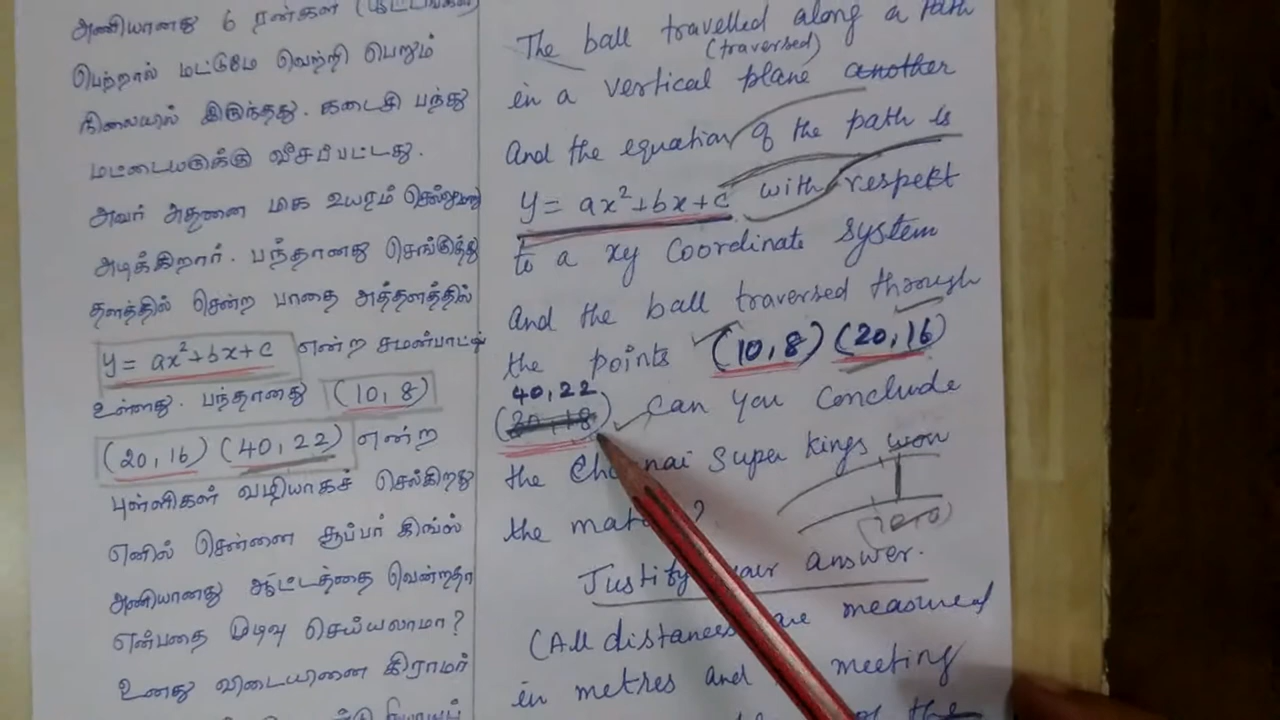 அணியானது 6 ரன்கள்
பெற்றால் மட்டுமே வெற்றி பெறும்
நிலையில் இருந்தது. கடைசி பந்து
மட்டையருக்கு வீசப்பட்டது.
அவர் அதனை மிக உயரம் செல்லுமாறு
அடிக்கிறார். பந்தானது செங்குத்து
தளத்தில் சென்ற பாதை அத்தளத்தில்
y = ax²+bx+c என்ற சமன்பாட்டில்
உள்ளது. பந்தானது (10, 8)
(20, 16) (40, 22) என்ற
புள்ளிகள் வழியாகச் செல்கிறது
எனில் சென்னை சூப்பர் கிங்ஸ்
அணியானது ஆட்டத்தை வென்றதா
என்பதை முடிவு செய்யலாமா?
உனது விடையினை கிராமர்
The ball travelled along a Path
(traversed)
in a vertical plane another
And the equation of the path is
y = ax²+bx+c with respect
to a xy Coordinate System
And the ball traversed through
the points (10,8) (20,16)
40,22
(30,18) Can you Conclude
the Chennai Super Kings won
the match?
(70,0)
Justify your answer.
(All distances are measured
in metres and meeting
of the